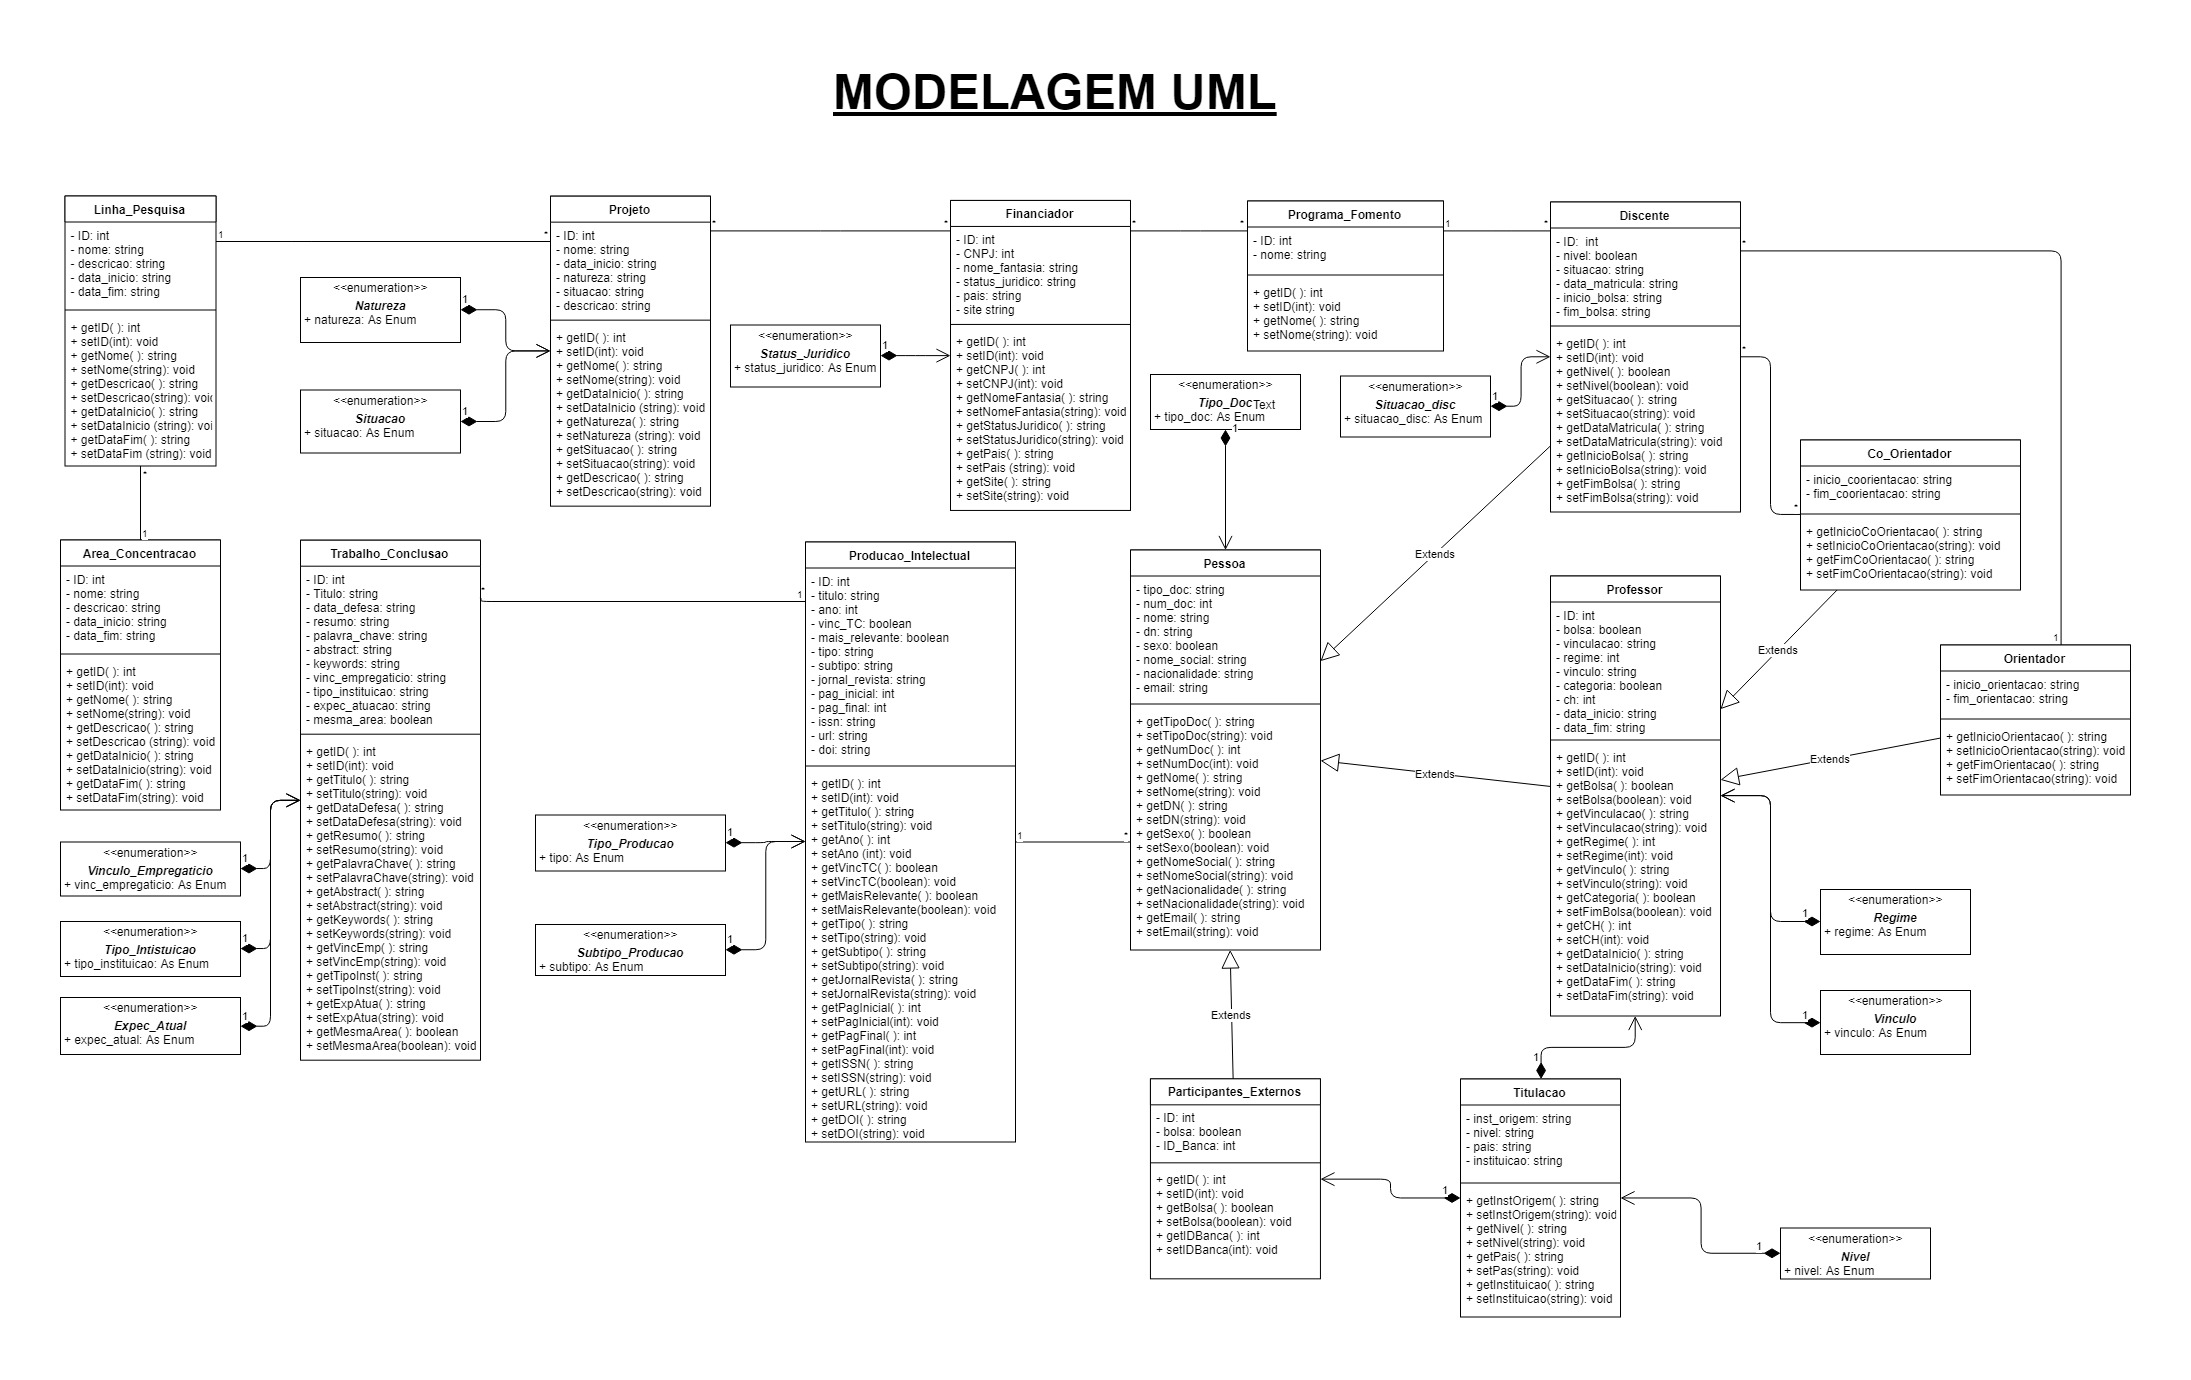 MODELAGEM UML
Linha_Pesquisa
- ID: int
- nome: string
- descricao: string
- data_inicio: string
- data_fim: string
+ getID( ): int
+ setID(int): void
+ getNome( ): string
+ setNome(string): void
+ getDescricao( ): string
+ setDescricao(string): void
+ getDataInicio( ): string
+ setDataInicio (string): voi
+ getDataFim( ): string
+ setDataFim (string): void
1
*
*
1
<<enumeration>>
Natureza
+ natureza: As Enum
1
<<enumeration>>
Situacao
+ situacao: As Enum
1
Projeto
- ID: int
- nome: string
- data_inicio: string
- natureza: string
- situacao: string
- descricao: string
+ getID( ): int
+ setID(int): void
+ getNome( ): string
+ setNome(string): void
+ getDataInicio( ): string
+ setDataInicio (string): void
+ getNatureza( ): string
+ setNatureza (string): void
+ getSituacao( ): string
+ setSituacao(string): void
+ getDescricao( ): string
+ setDescricao(string): void
*
*
<<enumeration>>
Status_Juridico
+ status_juridico: As Enum
1
Financiador
- ID: int
- CNPJ: int
- nome_fantasia: string
- status_juridico: string
- pais: string
- site string
+ getID( ): int
+ setID(int): void
+ getCNPJ( ): int
+ setCNPJ(int): void
+ getNomeFantasia( ): string
+ setNomeFantasia(string): void
+ getStatusJuridico( ): string
+ setStatusJuridico(string): void
+ getPais( ): string
+ setPais (string): void
+ getSite( ): string
+ setSite(string): void
*
*
Programa_Fomento
- ID: int
- nome: string
+ getID( ): int
+ setID(int): void
+ getNome( ): string
+ setNome(string): void
1
*
<<enumeration>>
Tipo_Doc
Text
+ tipo_doc: As Enum
1
<<enumeration>>
Situacao_disc
+ situacao_disc: As Enum
1
Discente
- ID: int
- nivel: boolean
- situacao: string
- data_matricula: string
- inicio_bolsa: string
- fim_bolsa: string
+ getID( ): int
+ setID(int): void
+ getNivel( ): boolean
+ setNivel(boolean): void
+ getSituacao( ): string
+ setSituacao(string): void
+ getDataMatricula( ): string
+ setDataMatricula(string): void
+ getInicioBolsa( ): string
+ setInicioBolsa(string): void
+ getFimBolsa( ): string
+ setFimBolsa(string): void
*
*
*
1
Co_Orientador
- inicio_coorientacao: string
- fim_coorientacao: string
+ getInicioCoOrientacao( ): string
+ setInicioCoOrientacao(string): void
+ getFimCoOrientacao( ): string
+ setFimCoOrientacao(string): void
Area_Concentracao
- ID: int
- nome: string
- descricao: string
- data_inicio: string
- data_fim: string
+ getID( ): int
+ setID(int): void
+ getNome( ): string
+ setNome(string): void
+ getDescricao( ): string
+ setDescricao (string): void
+ getDataInicio( ): string
+ setDataInicio(string): void
+ getDataFim( ): string
+ setDataFim(string): void
<<enumeration>>
Vinculo_Empregaticio
+ vinc_empregaticio: As Enum
1
<<enumeration>>
Tipo_Intistuicao
+ tipo_instituicao: As Enum
1
<<enumeration>>
Expec_Atual
+ expec_atual: As Enum
1
Trabalho_Conclusao
- ID: int
- Titulo: string
- data_defesa: string
- resumo: string
- palavra_chave: string
- abstract: string
- keywords: string
- vinc_empregaticio: string
- tipo_instituicao: string
- expec_atuacao: string
- mesma_area: boolean
+ getID( ): int
+ setID(int): void
+ getTitulo( ): string
+ setTitulo(string): void
+ getDataDefesa( ): string
+ setDataDefesa(string): void
+ getResumo( ): string
+ setResumo(string): void
+ getPalavraChave( ): string
+ setPalavraChave(string): void
+ getAbstract( ): string
+ setAbstract(string): void
+ getKeywords( ): string
+ setKeywords(string): void
+ getVincEmp( ): string
+ setVincEmp(string): void
+ getTipoInst( ): string
+ setTipoInst(string): void
+ getExpAtua( ): string
+ setExpAtua(string): void
+ getMesmaArea( ): boolean
+ setMesmaArea(boolean): void
*
1
<<enumeration>>
Tipo_Producao
+ tipo: As Enum
1
<<enumeration>>
Subtipo_Producao
+ subtipo: As Enum
1
Producao_Intelectual
- ID: int
- titulo: string
- ano: int
- vinc_TC: boolean
- mais_relevante: boolean
- tipo: string
- subtipo: string
- jornal_revista: string
- pag_inicial: int
- pag_final: int
- issn: string
- url: string
- doi: string
+ getID( ): int
+ setID(int): void
+ getTitulo( ): string
+ setTitulo(string): void
+ getAno( ): int
+ setAno (int): void
+ getVincTC( ): boolean
+ setVincTC(boolean): void
+ getMaisRelevante( ): boolean
+ setMaisRelevante(boolean): void
+ getTipo( ): string
+ setTipo(string): void
+ getSubtipo( ): string
+ setSubtipo(string): void
+ getJornalRevista( ): string
+ setJornalRevista(string): void
+ getPagInicial( ): int
+ setPagInicial(int): void
+ getPagFinal( ): int
+ setPagFinal(int): void
+ getISSN( ): string
+ setISSN(string): void
+ getURL( ): string
+ setURL(string): void
+ getDOI( ): string
+ setDOI(string): void
1
*
Pessoa
- tipo_doc: string
- num_doc: int
- nome: string
- dn: string
- sexo: boolean
- nome_social: string
- nacionalidade: string
- email: string
+ getTipoDoc( ): string
+ setTipoDoc(string): void
+ getNumDoc( ): int
+ setNumDoc(int): void
+ getNome( ): string
+ setNome(string): void
+ getDN( ): string
+ setDN(string): void
+ getSexo( ): boolean
+ setSexo(boolean): void
+ getNomeSocial( ): string
+ setNomeSocial(string): void
+ getNacionalidade( ): string
+ setNacionalidade(string): void
+ getEmail( ): string
+ setEmail(string): void
Extends
Extends
Extends
Extends
Extends
Professor
- ID: int
- bolsa: boolean
- vinculacao: string
- regime: int
- vinculo: string
- categoria: boolean
- ch: int
- data_inicio: string
- data_fim: string
+ getID( ): int
+ setID(int): void
+ getBolsa( ): boolean
+ setBolsa(boolean): void
+ getVinculacao( ): string
+ setVinculacao(string): void
+ getRegime( ): int
+ setRegime(int): void
+ getVinculo( ): string
+ setVinculo(string): void
+ getCategoria( ): boolean
+ setFimBolsa(boolean): void
+ getCH( ): int
+ setCH(int): void
+ getDataInicio( ): string
+ setDataInicio(string): void
+ getDataFim( ): string
+ setDataFim(string): void
Orientador
- inicio_orientacao: string
- fim_orientacao: string
+ getInicioOrientacao( ): string
+ setInicioOrientacao(string): void
+ getFimOrientacao( ): string
+ setFimOrientacao(string): void
<<enumeration>>
Regime
+ regime: As Enum
1
<<enumeration>>
Vinculo
+ vinculo: As Enum
1
Participantes_Externos
- ID: int
- bolsa: boolean
- ID_Banca: int
+ getID( ): int
+ setID(int): void
+ getBolsa( ): boolean
+ setBolsa(boolean): void
+ getIDBanca( ): int
+ setIDBanca(int): void
1
1
Titulacao
- inst_origem: string
- nivel: string
- pais: string
- instituicao: string
+ getInstOrigem( ): string
+ setInstOrigem(string): void
+ getNivel( ): string
+ setNivel(string): void
+ getPais( ): string
+ setPas(string): void
+ getInstituicao( ): string
+ setInstituicao(string): void
1
<<enumeration>>
Nivel
+ nivel: As Enum